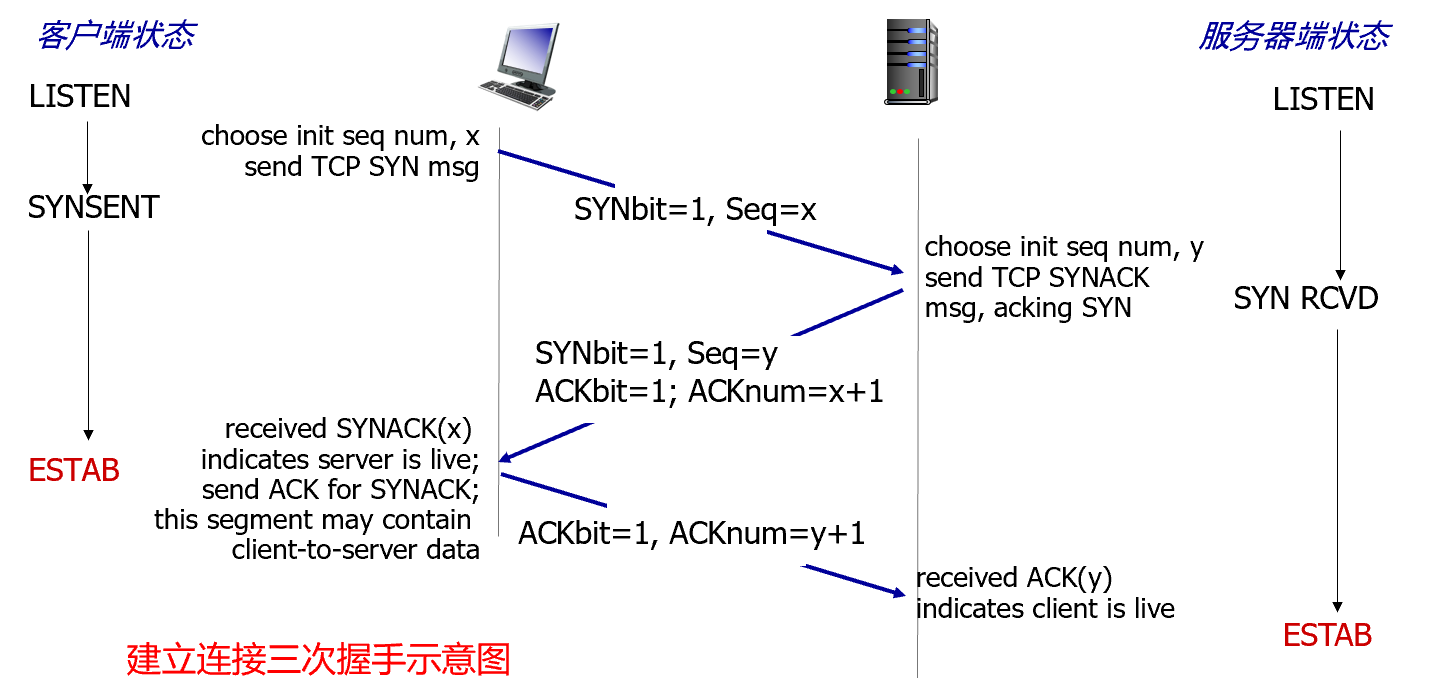 客户端状态
服务器端状态
LISTEN
LISTEN
choose init seq num, x
send TCP SYN msg
SYNSENT
SYNbit=1, Seq=x
choose init seq num, y
send TCP SYNACK
msg, acking SYN
SYN RCVD
SYNbit=1, Seq=y
ACKbit=1; ACKnum=x+1
received SYNACK(x)
indicates server is live;
send ACK for SYNACK;
this segment may contain
client-to-server data
ESTAB
ACKbit=1, ACKnum=y+1
received ACK(y)
indicates client is live
ESTAB
建立连接三次握手示意图